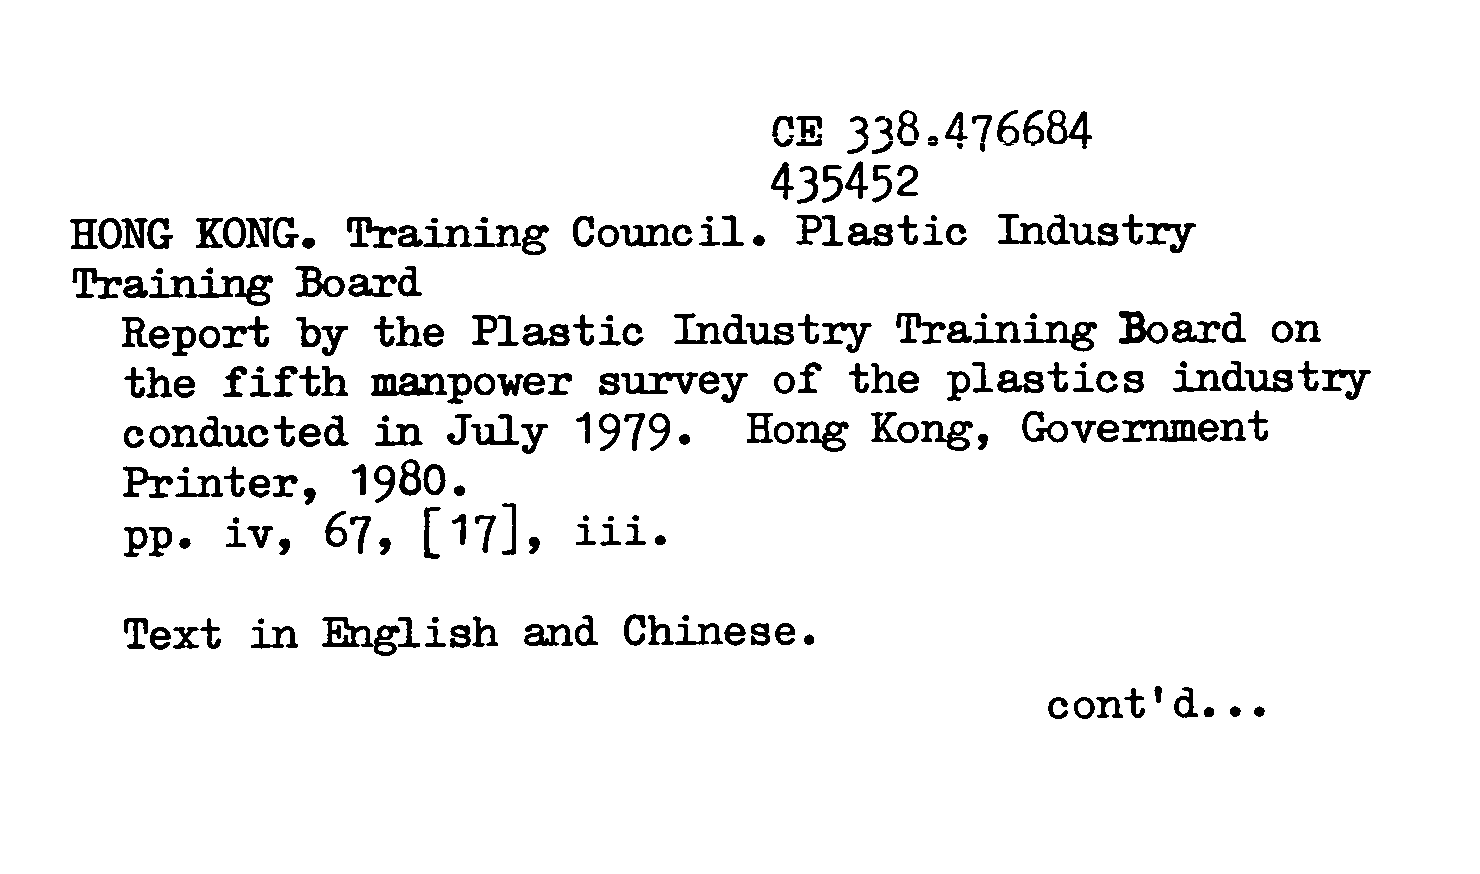 CE 338.476684
435452
HONG KONG. Training Council. Plastic Industry
Training Board
Report by the Plastic Industry Training Board on
the fifth manpower survey of the plastics industry
conducted in July 1979. Hong Kong, Government
Printer, 1980.
pp. iv, 67, [17], iii.
Text in English and Chinese.
cont'd...